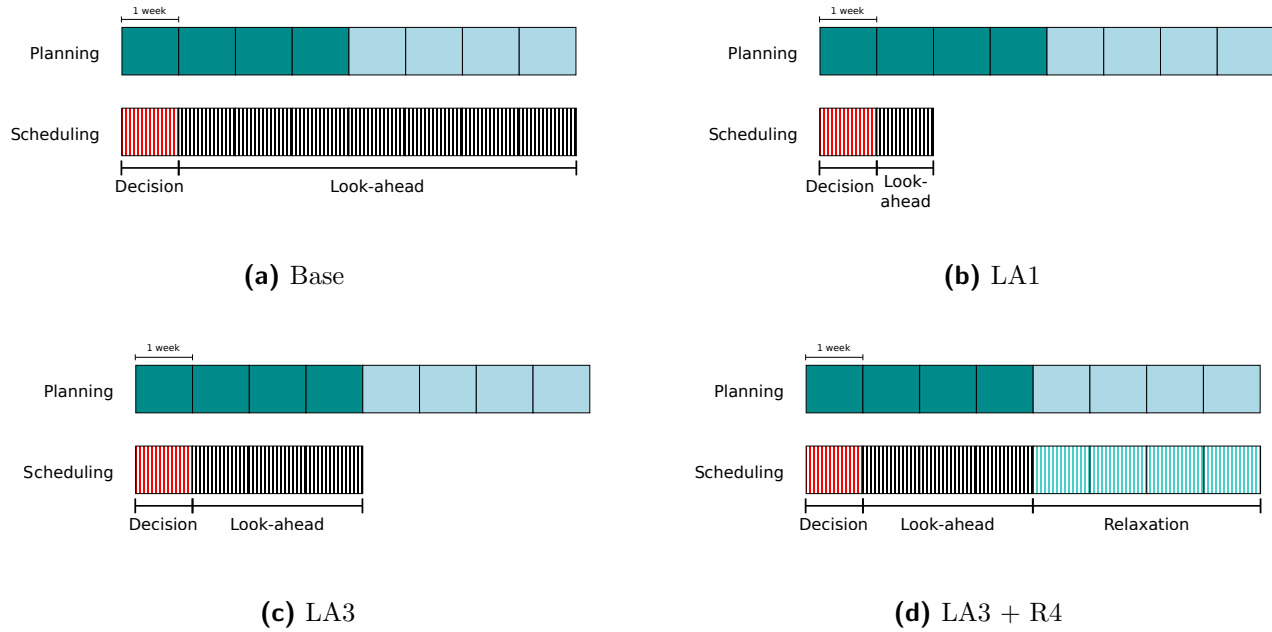 1 week
Planning
Scheduling
Decision
Look-ahead
(a) Base
1 week
Planning
Scheduling
Decision
Look-
ahead
(b) LA1
1 week
Planning
Scheduling
Decision
Look-ahead
(c) LA3
1 week
Planning
Scheduling
Decision
Look-ahead
Relaxation
(d) LA3 + R4